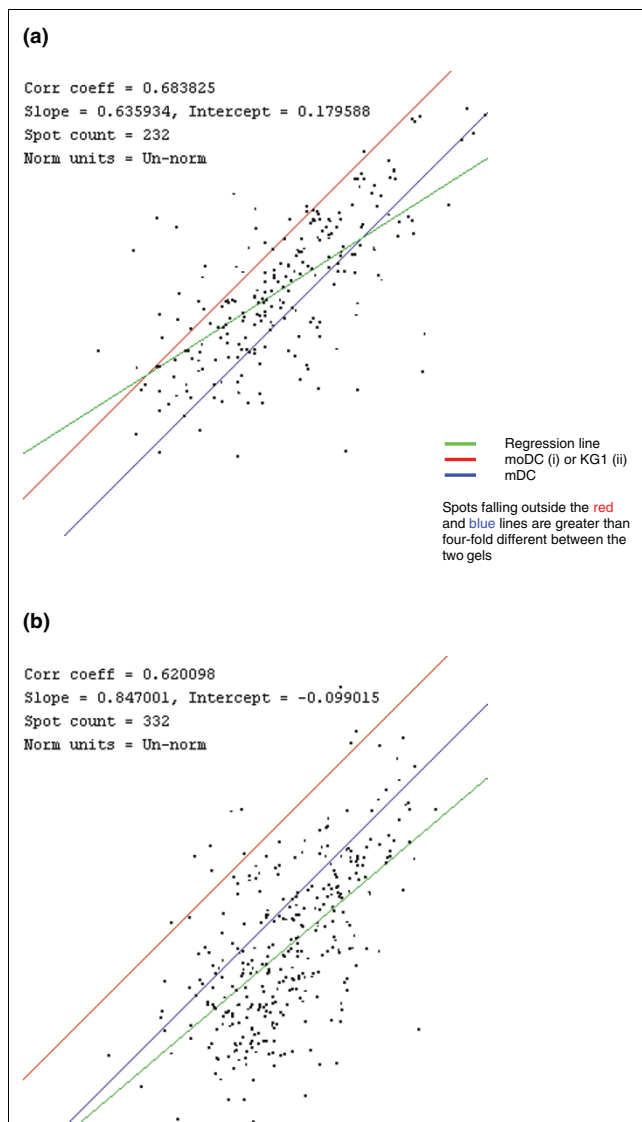 (a)
Corr coeff = 0.683825
Slope = 0.635934, Intercept = 0.179588
Spot count = 232
Norm units = Un-norm
Regression line
moDC (i) or KG1 (ii)
mDC
Spots falling outside the red
and blue lines are greater than
four-fold different between the
two gels
(b)
Corr coeff = 0.620098
Slope = 0.847001, Intercept = -0.099015
Spot count = 332
Norm units = Un-norm